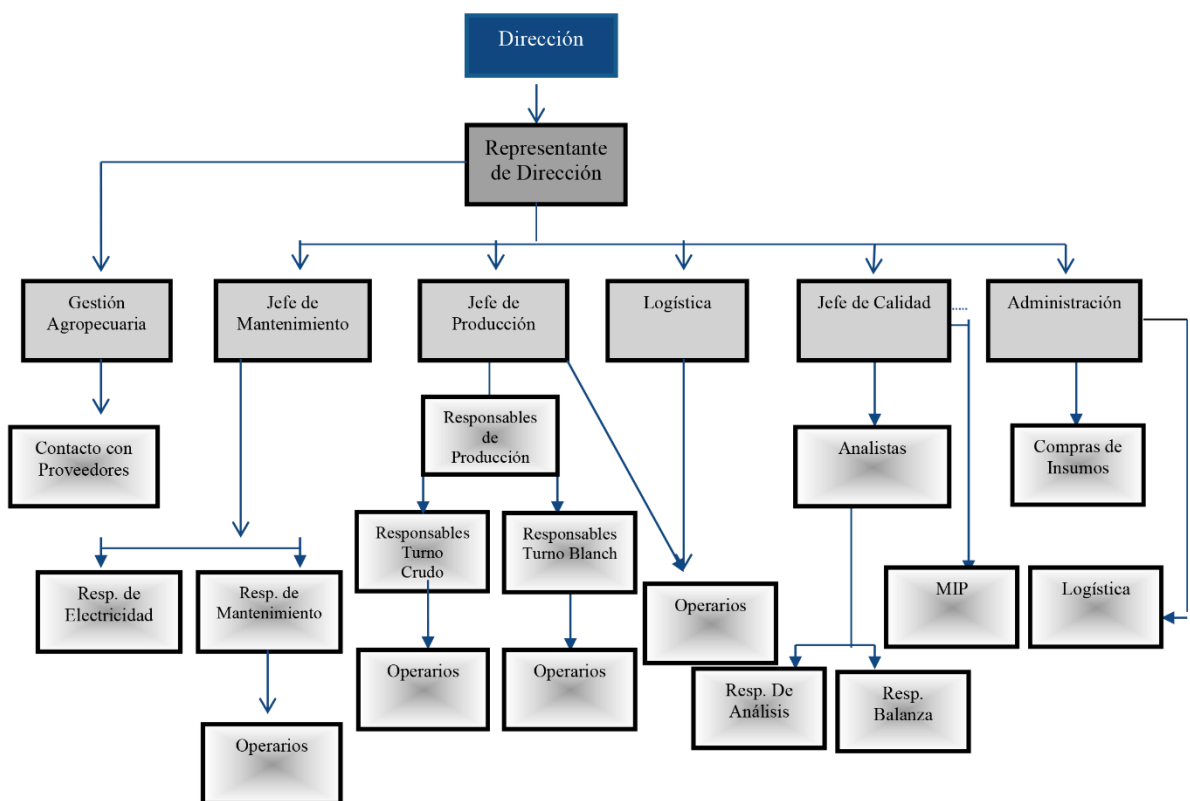 Dirección
Representante
de Dirección
Gestión
Agropecuaria
Jefe de
Mantenimiento
Jefe de
Producción
Logística
Jefe de Calidad
Administración
Contacto con
Proveedores
Responsables
de
Producción
Analistas
Compras de
Insumos
Resp. de
Electricidad
Resp. de
Mantenimiento
Responsables
Turno
Crudo
Responsables
Turno Blanch
Operarios
MIP
Logística
Operarios
Operarios
Resp. De
Análisis
Resp.
Balanza
Operarios